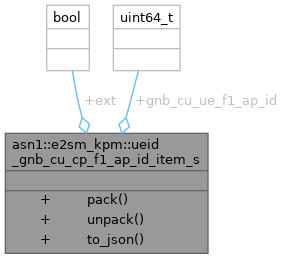 bool
uint64_t
+ext
+gnb_cu_ue_f1_ap_id
asn1::e2sm_kpm::ueid
_gnb_cu_cp_f1_ap_id_item_s
+ pack()
+ unpack()
+ to_json()